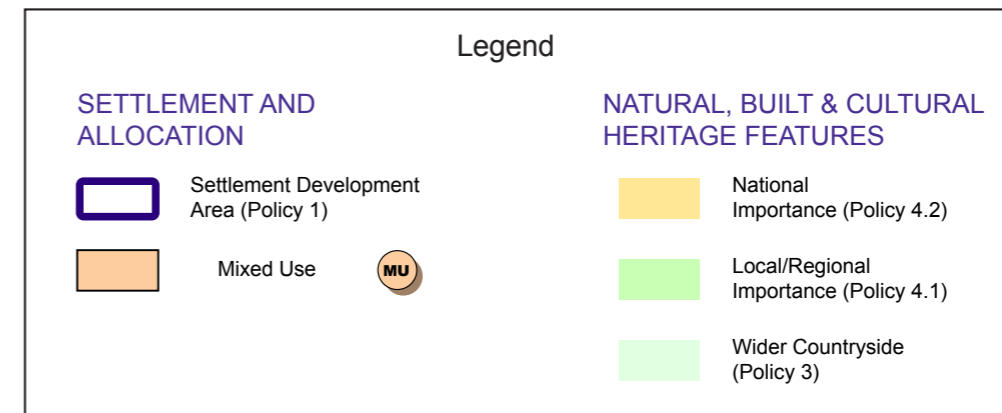 Legend
SETTLEMENT AND
ALLOCATION
Settlement Development
Area (Policy 1)
Mixed Use
MU
NATURAL, BUILT & CULTURAL
HERITAGE FEATURES
National
Importance (Policy 4.2)
Local/Regional
Importance (Policy 4.1)
Wider Countryside
(Policy 3)